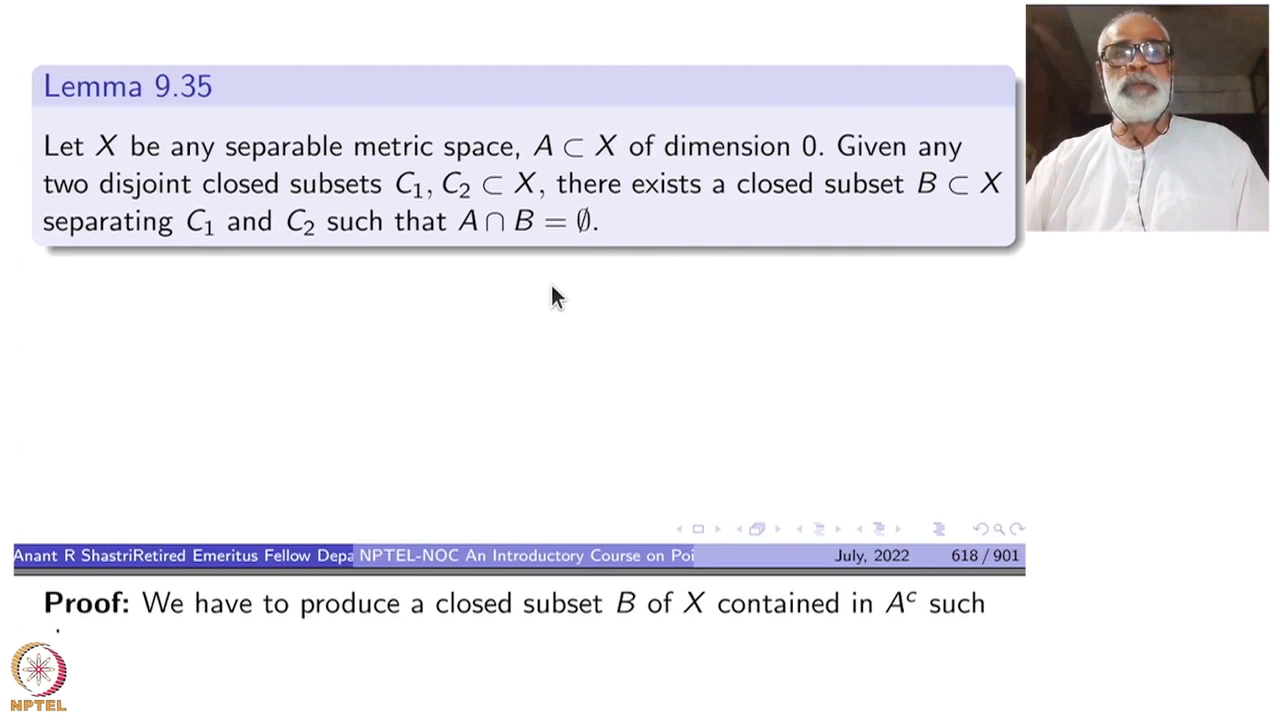 Lemma 9.35
Let X be any separable metric space, A ⊂ X of dimension 0. Given any
two disjoint closed subsets C₁, C₂ ⊂ X, there exists a closed subset B ⊂ X
separating C₁ and C₂ such that A ∩ B = ∅.
Anant R ShastriRetired Emeritus Fellow Depa NPTEL-NOC An Introductory Course on Poi July, 2022 618 / 901
Proof: We have to produce a closed subset B of X contained in Aᶜ such
NPTEL